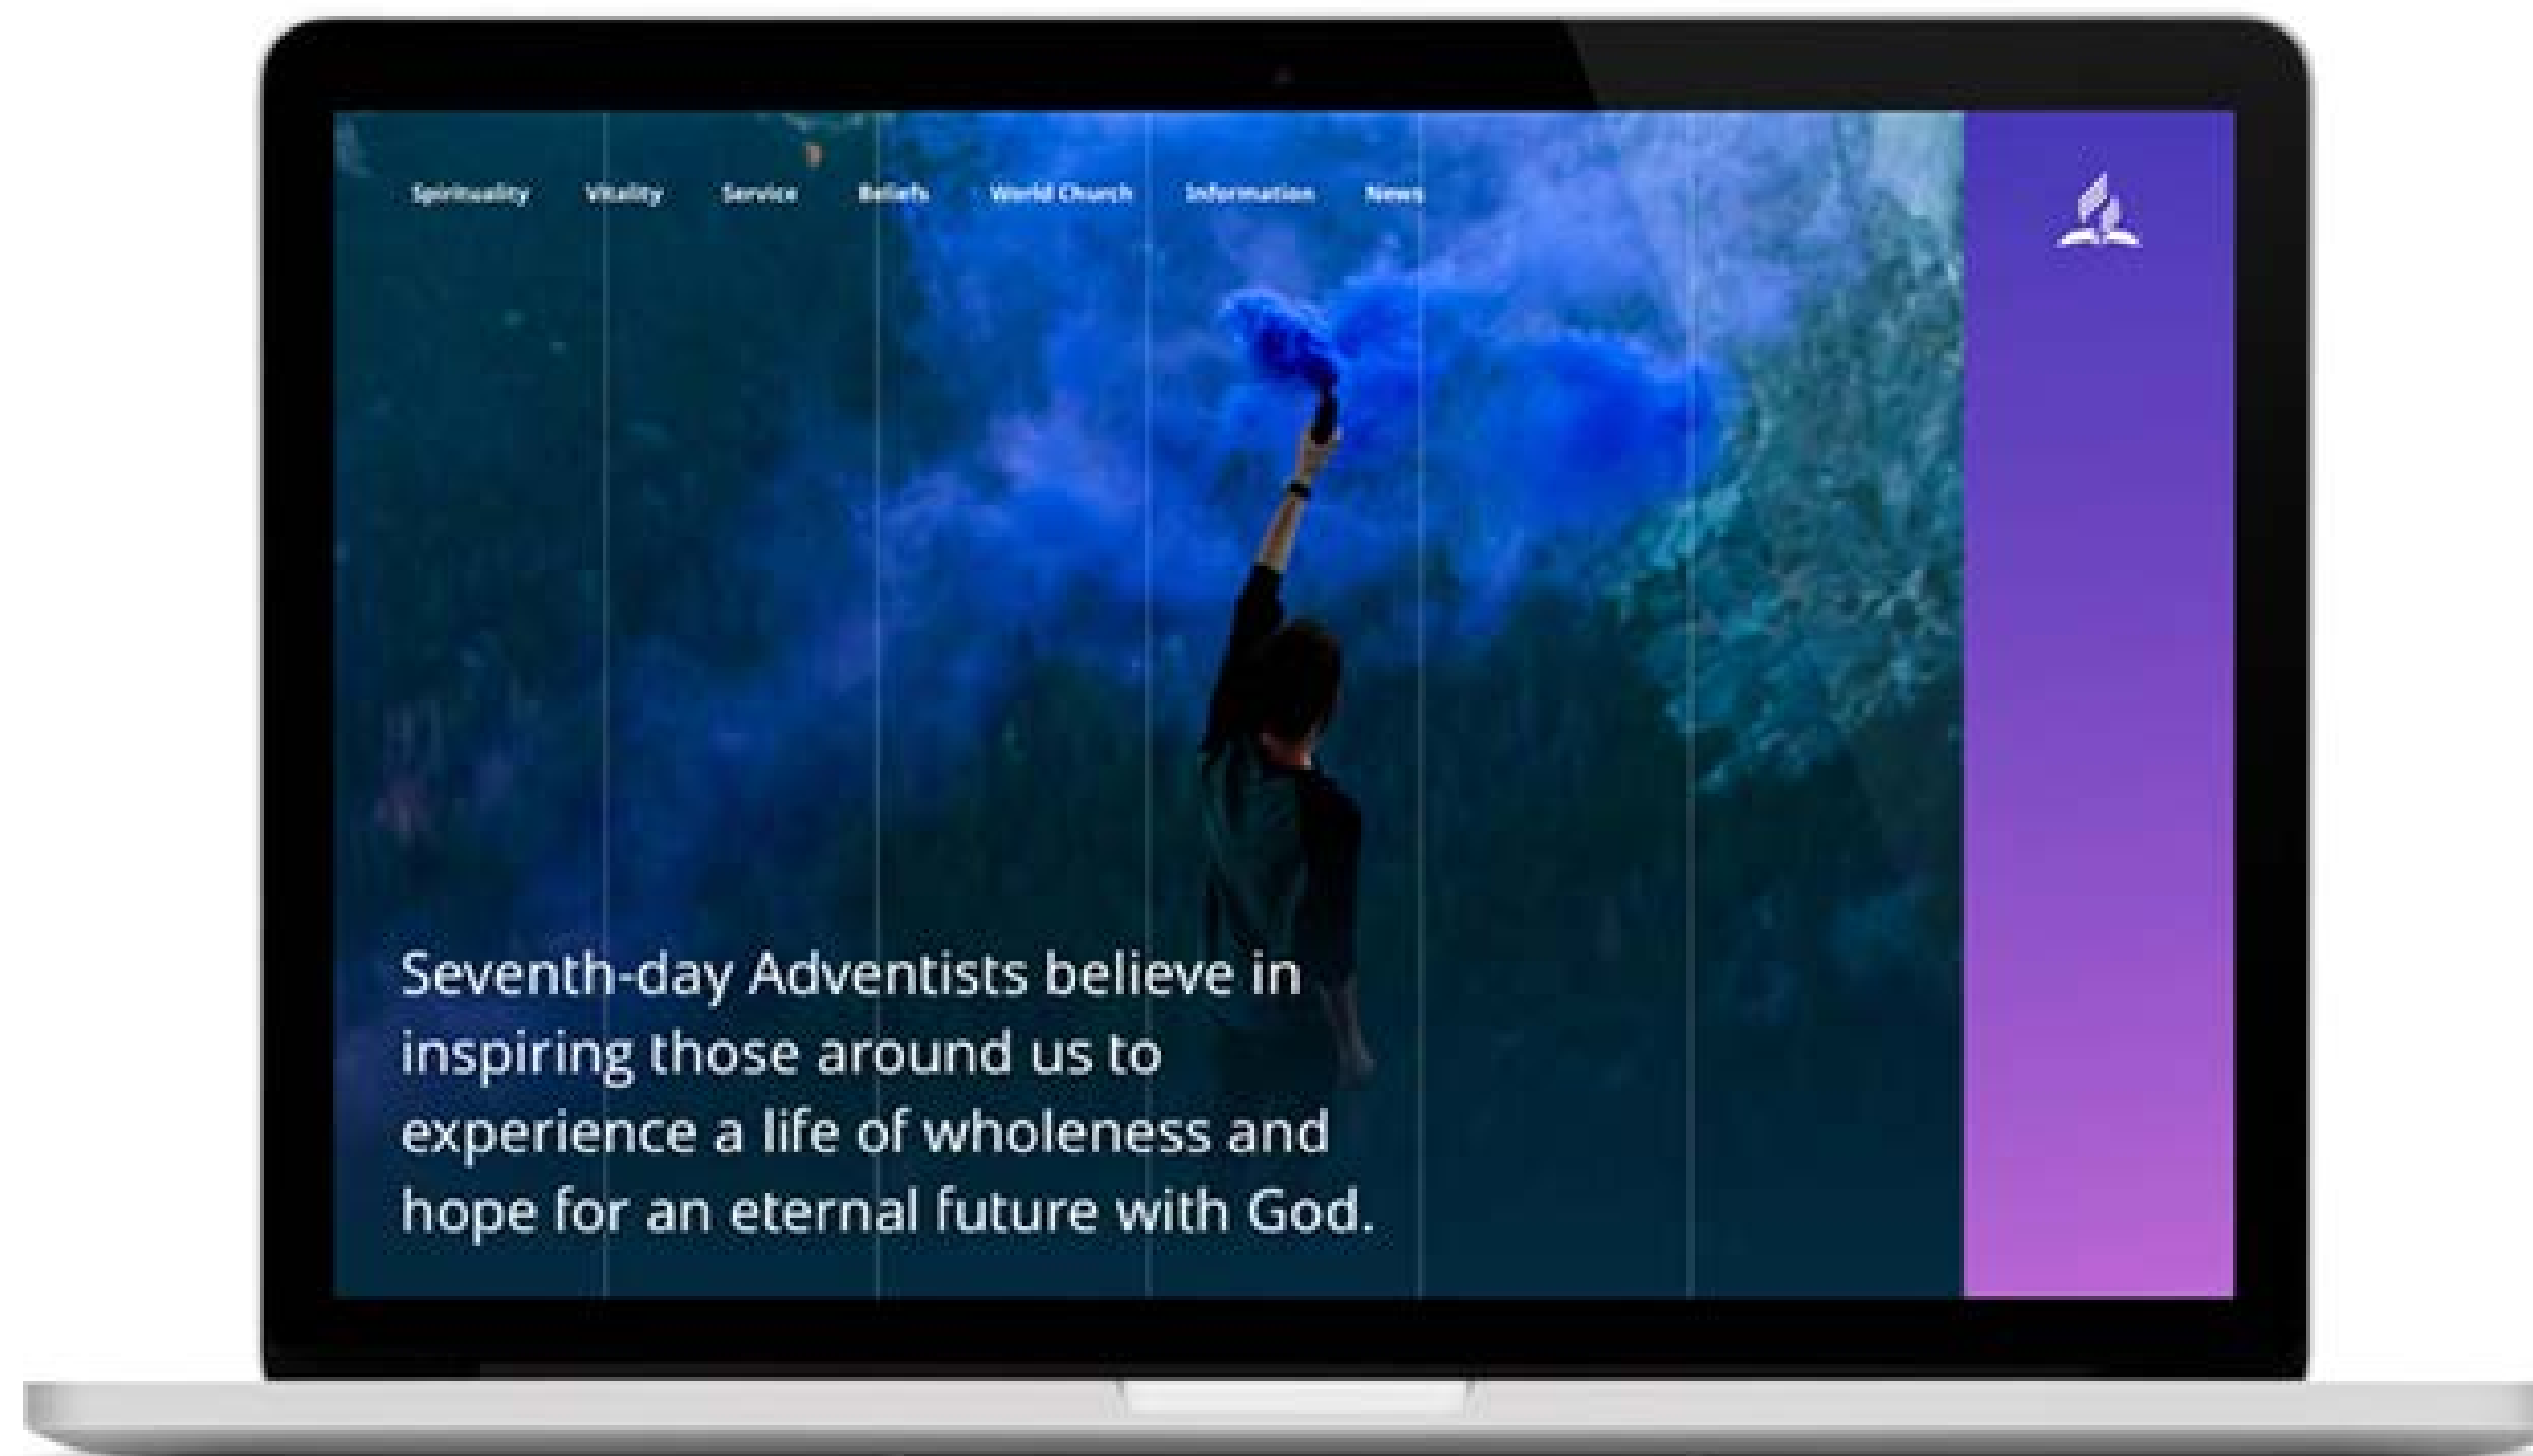 Spirituality Vitality Service Beliefs World Church Information News
Seventh-day Adventists believe in
inspiring those around us to
experience a life of wholeness and
hope for an eternal future with God.